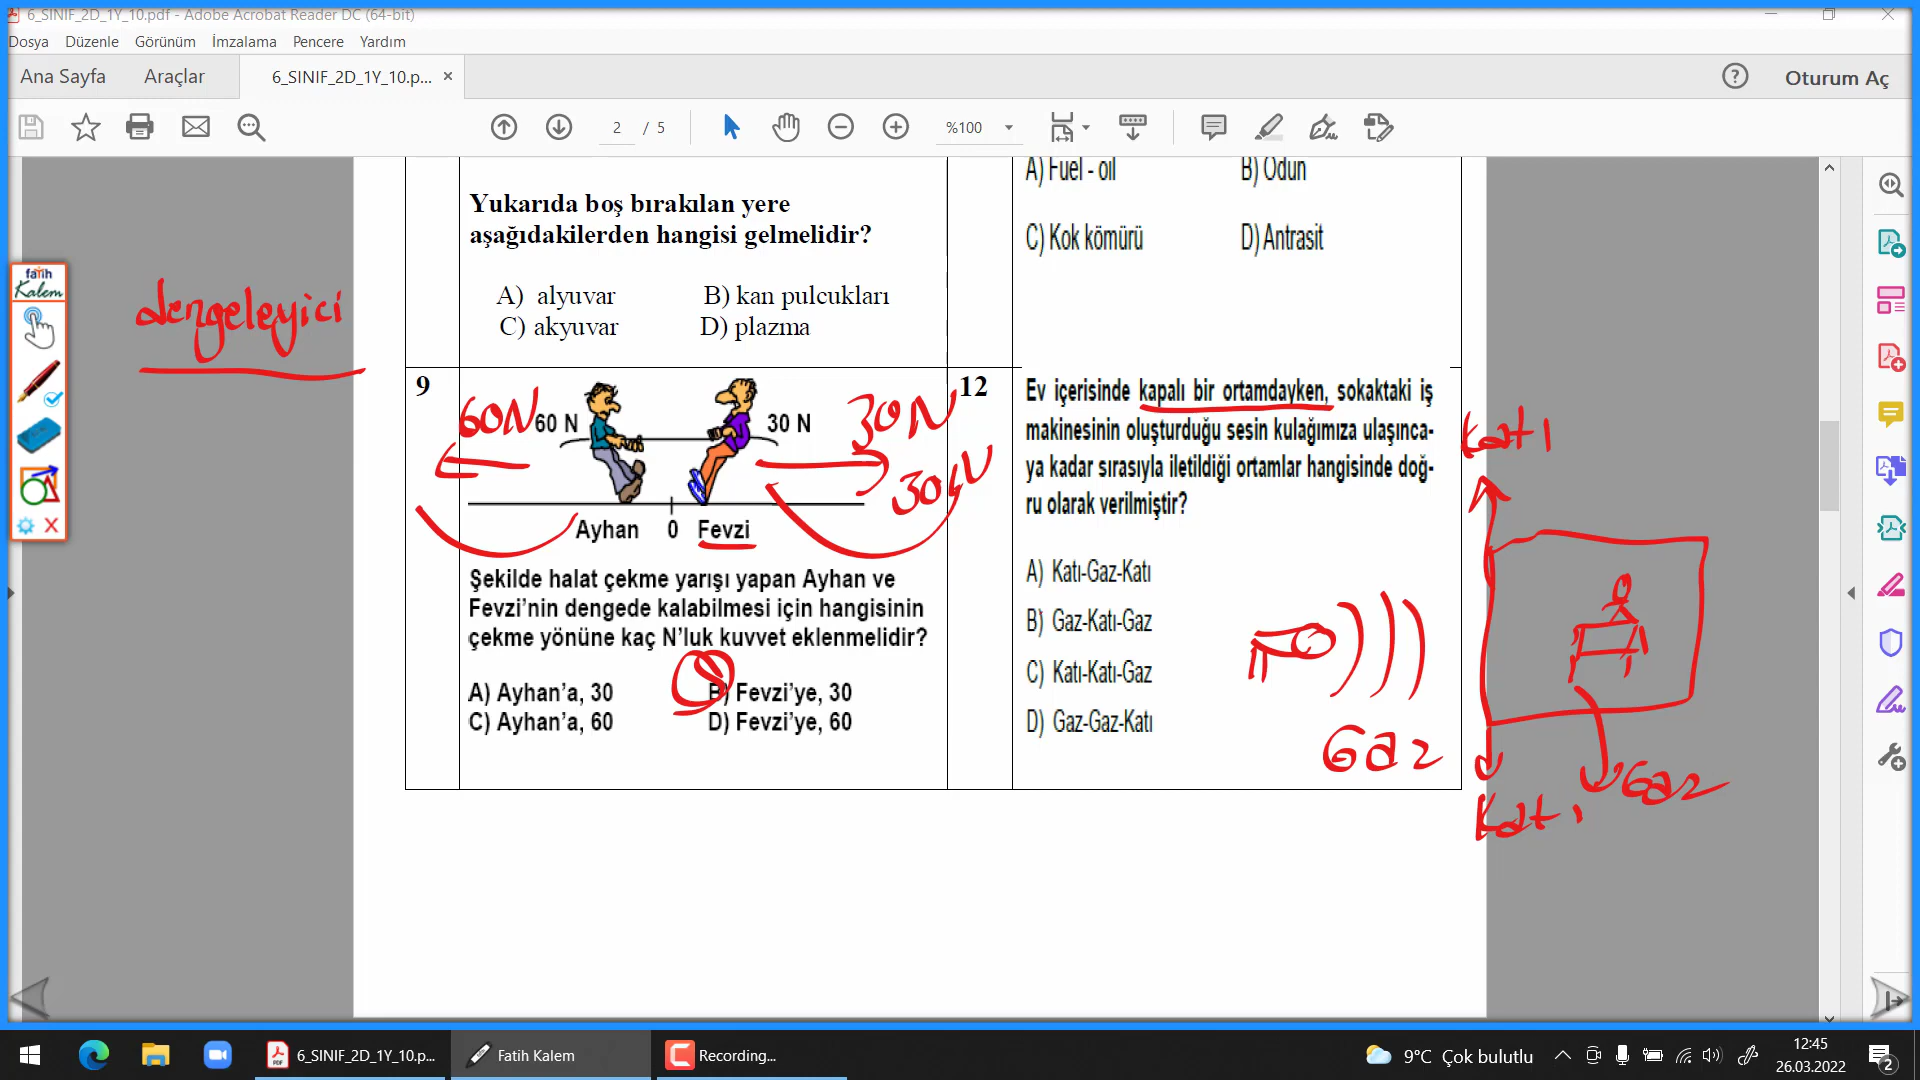 6_SINIF_2D_1Y_10.pdf - Adobe Acrobat Reader DC (64-bit)
Dosya Düzenle Görünüm İmzalama Pencere Yardım
Ana Sayfa Araçlar 6_SINIF_2D_1Y_10.p... × Oturum Aç
2 / 5 %100
fatih
Kalem
dengeleyici
Yukarıda boş bırakılan yere
aşağıdakilerden hangisi gelmelidir?
A) alyuvar B) kan pulcukları
C) akyuvar D) plazma
9
60N 60 N 30 N 30N
30N
Ayhan 0 Fevzi
Şekilde halat çekme yarışı yapan Ayhan ve
Fevzi'nin dengede kalabilmesi için hangisinin
çekme yönüne kaç N'luk kuvvet eklenmelidir?
A) Ayhan'a, 30 B) Fevzi'ye, 30
C) Ayhan'a, 60 D) Fevzi'ye, 60
A) Fuel - oil B) Odun
C) Kok kömürü D) Antrasit
12
Ev içerisinde kapalı bir ortamdayken, sokaktaki iş
makinesinin oluşturduğu sesin kulağımıza ulaşınca-
ya kadar sırasıyla iletildiği ortamlar hangisinde doğ-
ru olarak verilmiştir?
A) Katı-Gaz-Katı
B) Gaz-Katı-Gaz
C) Katı-Katı-Gaz
D) Gaz-Gaz-Katı
Gaz
Katı
Gaz
Katı
6_SINIF_2D_1Y_10.p... Fatih Kalem Recording... 9°C Çok bulutlu 12:45
26.03.2022 2